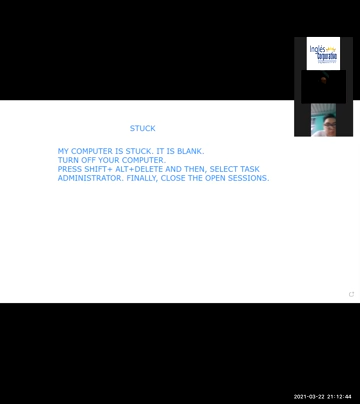 Inglés
Corporativo
STUCK
MY COMPUTER IS STUCK. IT IS BLANK.
TURN OFF YOUR COMPUTER.
PRESS SHIFT+ ALT+DELETE AND THEN, SELECT TASK
ADMINISTRATOR. FINALLY, CLOSE THE OPEN SESSIONS.
2021-03-22 21:12:44